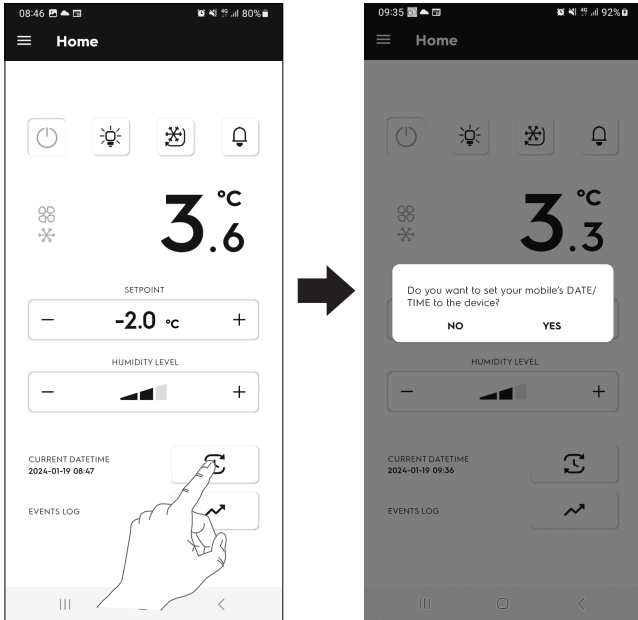 08:46 4G 80%
Home
3.6 °C
SETPOINT
− -2.0 °C +
HUMIDITY LEVEL
− +
CURRENT DATETIME
2024-01-19 08:47
EVENTS LOG
09:35 4G 92%
Home
3.3 °C
Do you want to set your mobile's DATE/
TIME to the device?
NO YES
HUMIDITY LEVEL
− +
CURRENT DATETIME
2024-01-19 09:36
EVENTS LOG